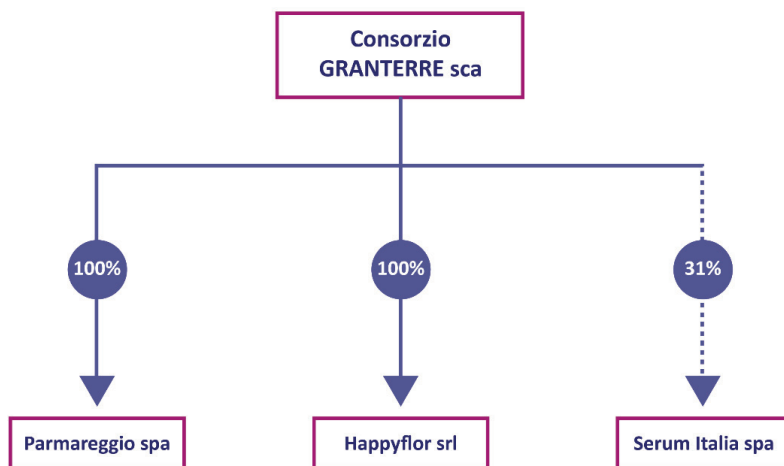 Consorzio
GRANTERRE sca
100%
100%
31%
Parmareggio spa
Happyflor srl
Serum Italia spa